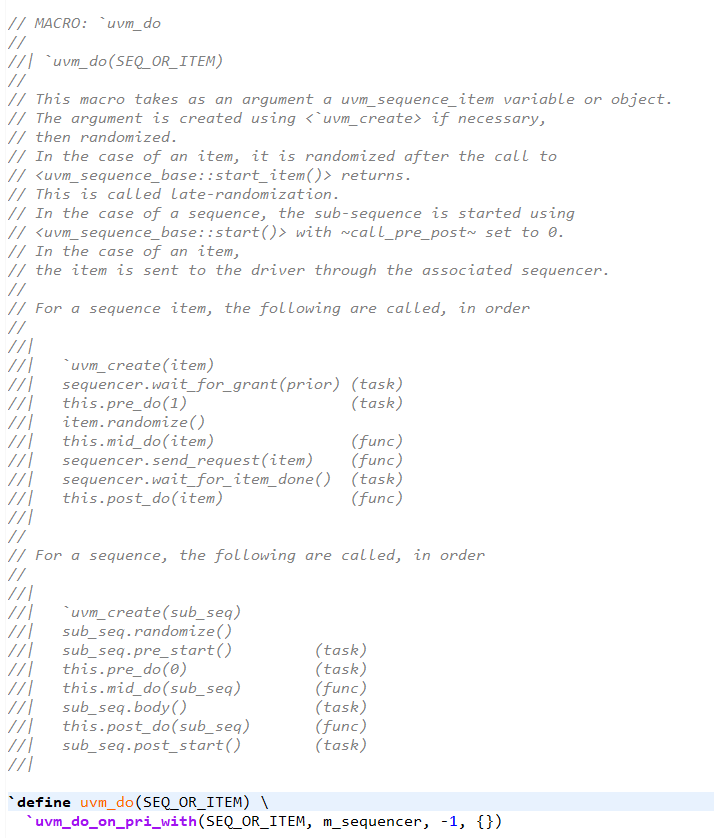 // MACRO: `uvm_do
//
//| `uvm_do(SEQ_OR_ITEM)
//
// This macro takes as an argument a uvm_sequence_item variable or object.
// The argument is created using <`uvm_create> if necessary,
// then randomized.
// In the case of an item, it is randomized after the call to
// <uvm_sequence_base::start_item()> returns.
// This is called late-randomization.
// In the case of a sequence, the sub-sequence is started using
// <uvm_sequence_base::start()> with ~call_pre_post~ set to 0.
// In the case of an item,
// the item is sent to the driver through the associated sequencer.
//
// For a sequence item, the following are called, in order
//
//|
//|   `uvm_create(item)
//|   sequencer.wait_for_grant(prior) (task)
//|   this.pre_do(1)                  (task)
//|   item.randomize()
//|   this.mid_do(item)               (func)
//|   sequencer.send_request(item)    (func)
//|   sequencer.wait_for_item_done()  (task)
//|   this.post_do(item)              (func)
//|
//
// For a sequence, the following are called, in order
//
//|
//|   `uvm_create(sub_seq)
//|   sub_seq.randomize()
//|   sub_seq.pre_start()         (task)
//|   this.pre_do(0)              (task)
//|   this.mid_do(sub_seq)        (func)
//|   sub_seq.body()              (task)
//|   this.post_do(sub_seq)       (func)
//|   sub_seq.post_start()        (task)
//|
`define uvm_do(SEQ_OR_ITEM) \
  `uvm_do_on_pri_with(SEQ_OR_ITEM, m_sequencer, -1, {})